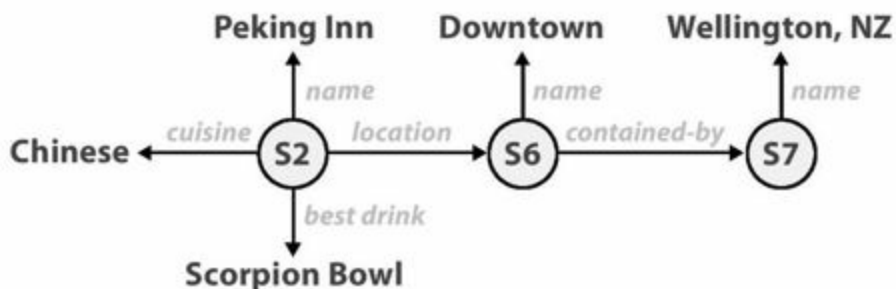 Peking Inn Downtown Wellington, NZ
name name name
cuisine location contained-by
Chinese S2 S6 S7
best drink
Scorpion Bowl